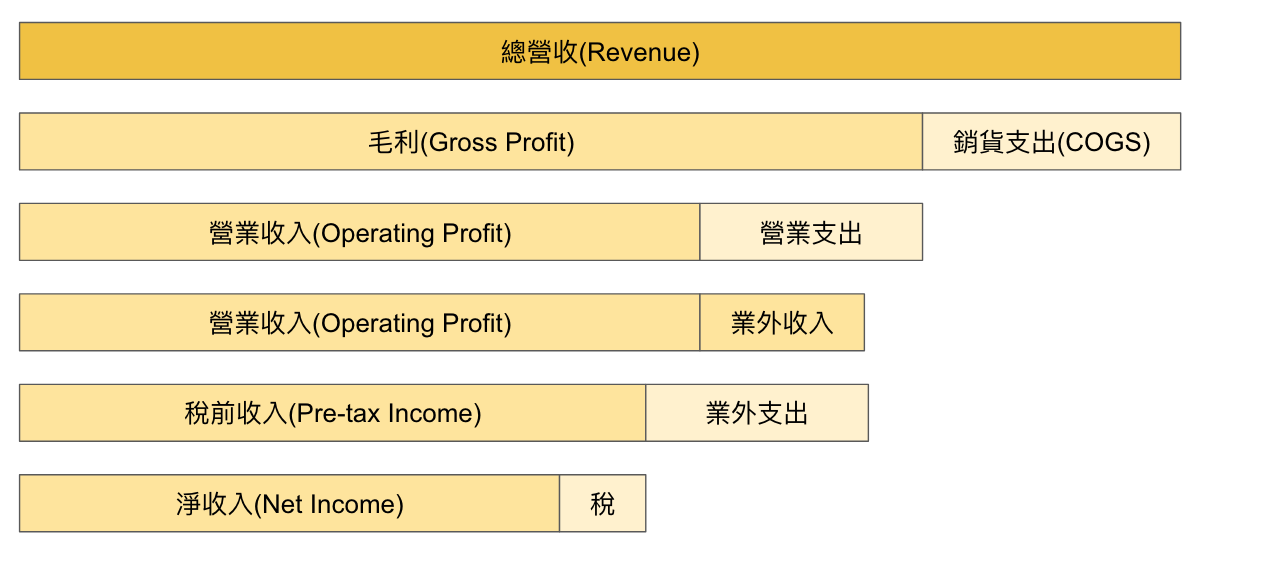 總營收(Revenue)
毛利(Gross Profit) 銷貨支出(COGS)
營業收入(Operating Profit) 營業支出
營業收入(Operating Profit) 業外收入
稅前收入(Pre-tax Income) 業外支出
淨收入(Net Income) 稅